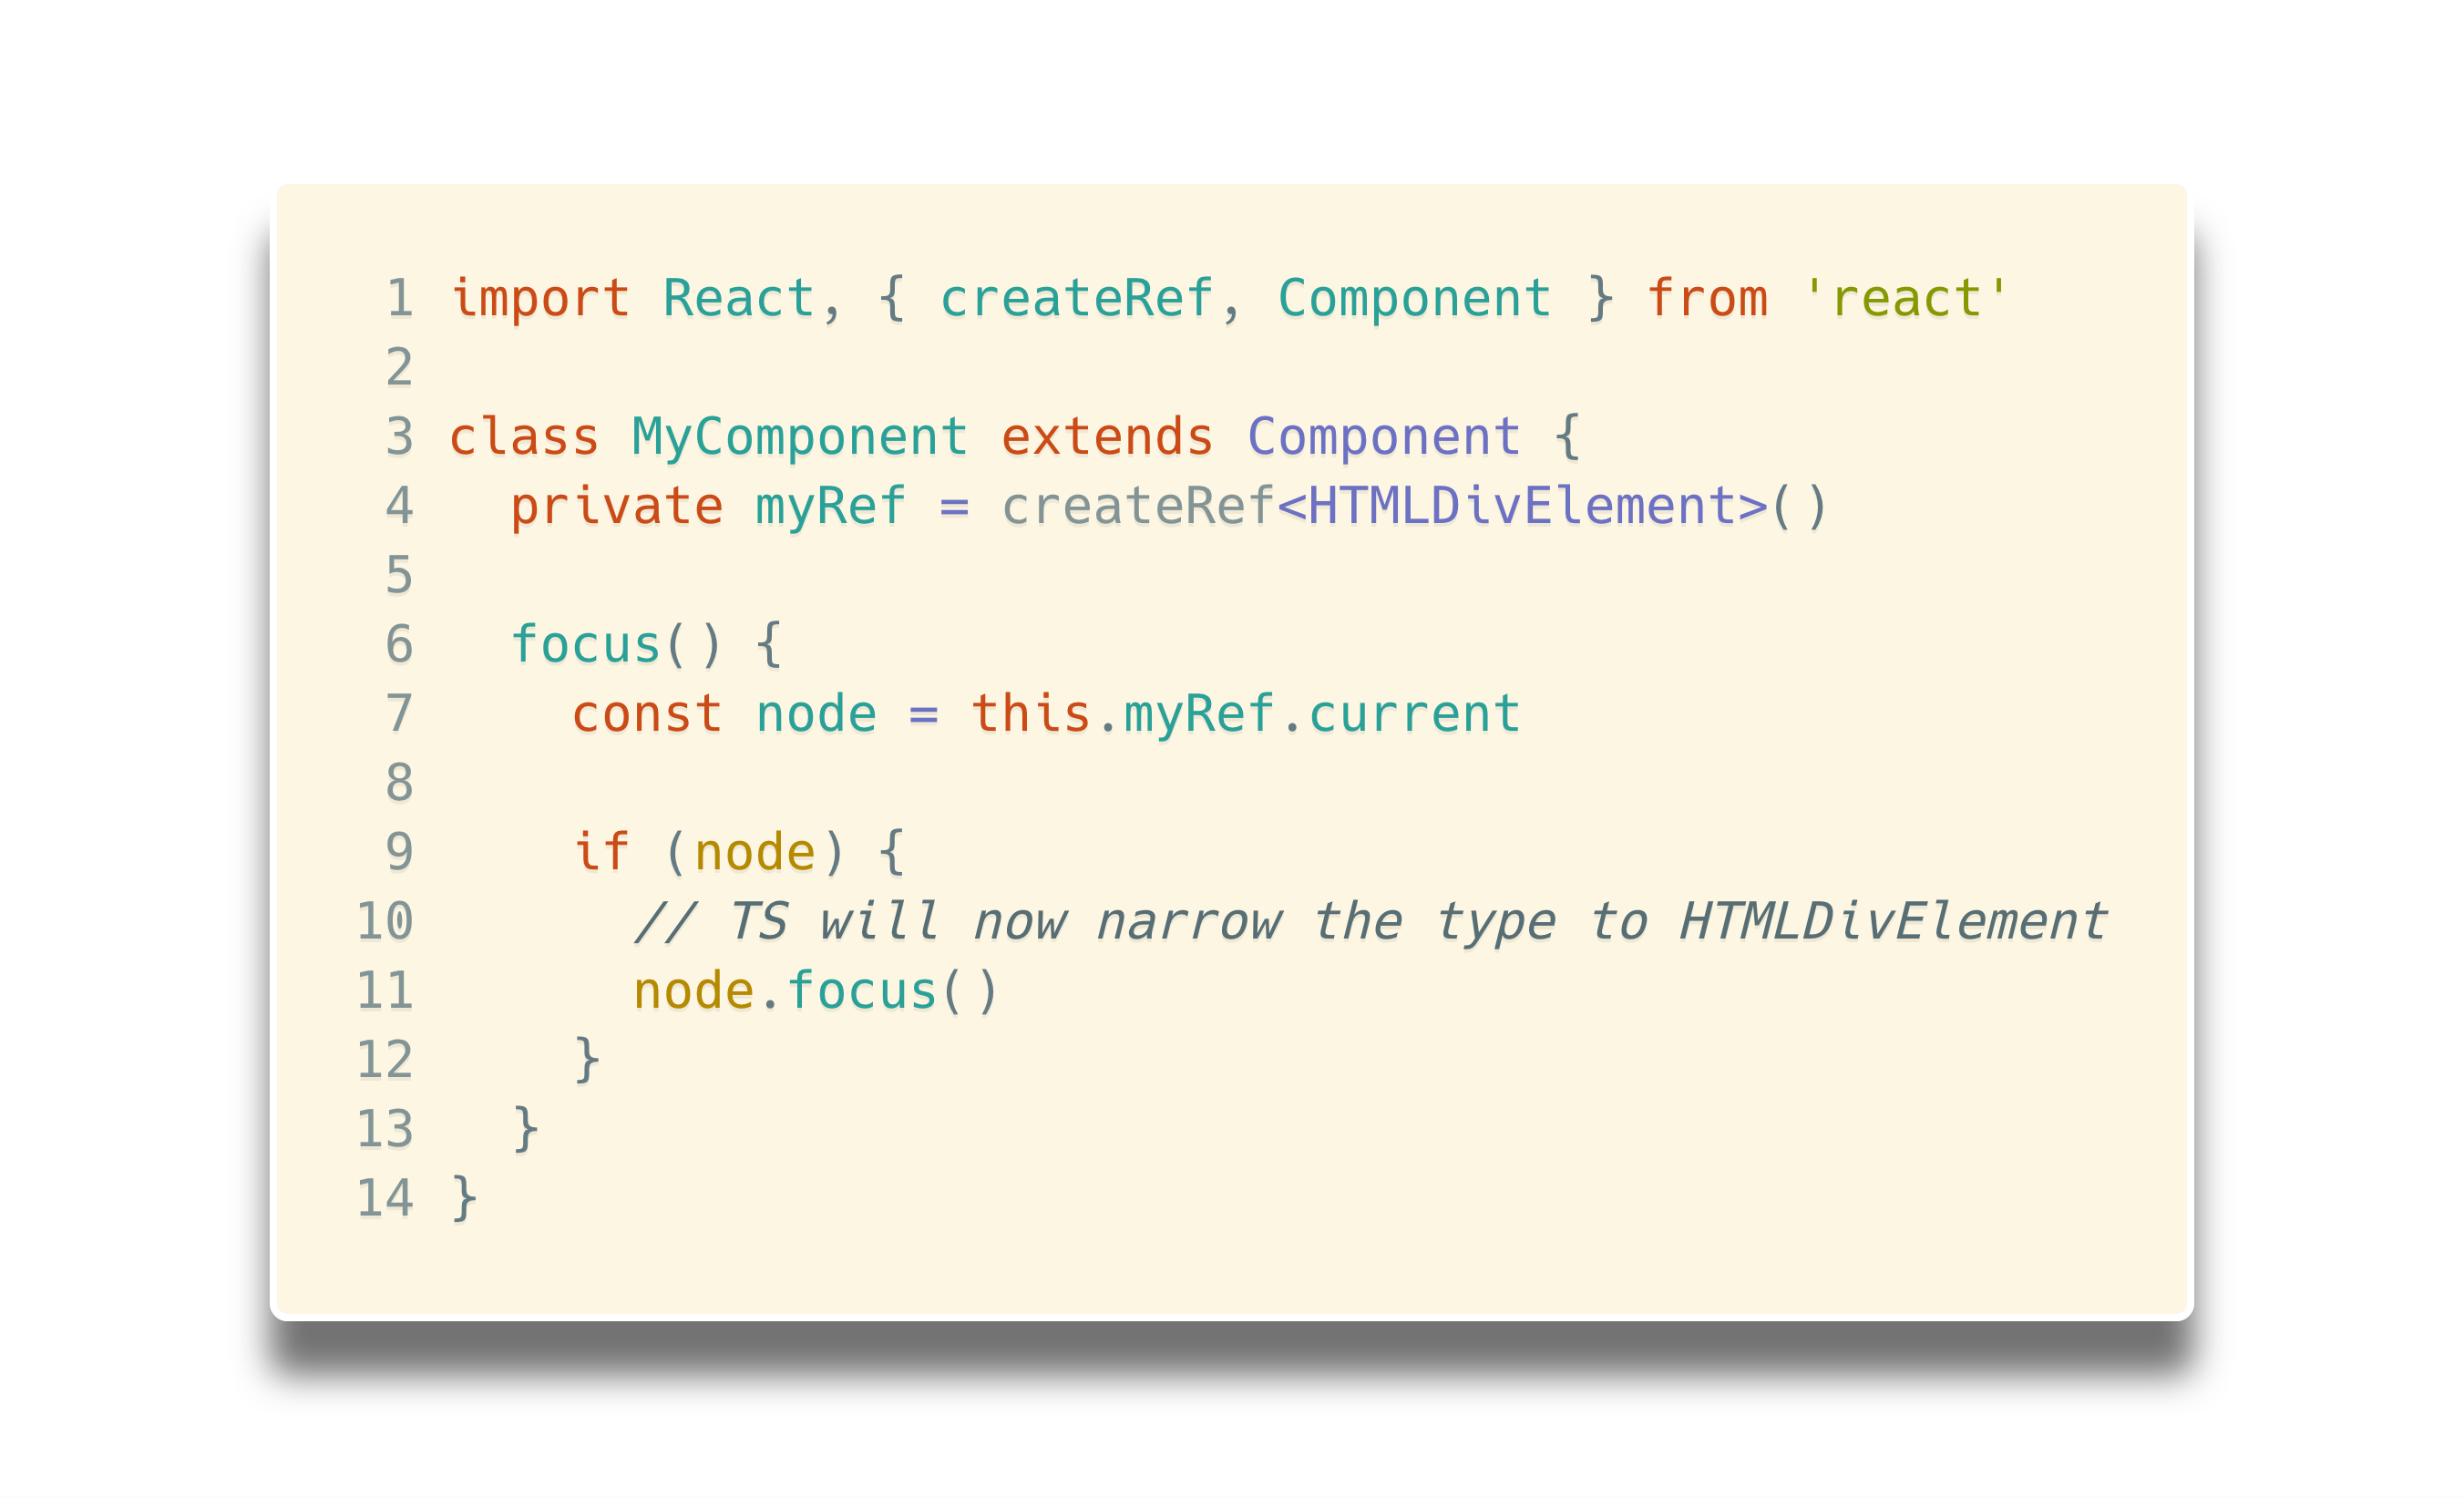 1 import React, { createRef, Component } from 'react'
2
3 class MyComponent extends Component {
4   private myRef = createRef<HTMLDivElement>()
5
6   focus() {
7     const node = this.myRef.current
8
9     if (node) {
10       // TS will now narrow the type to HTMLDivElement
11       node.focus()
12     }
13   }
14 }